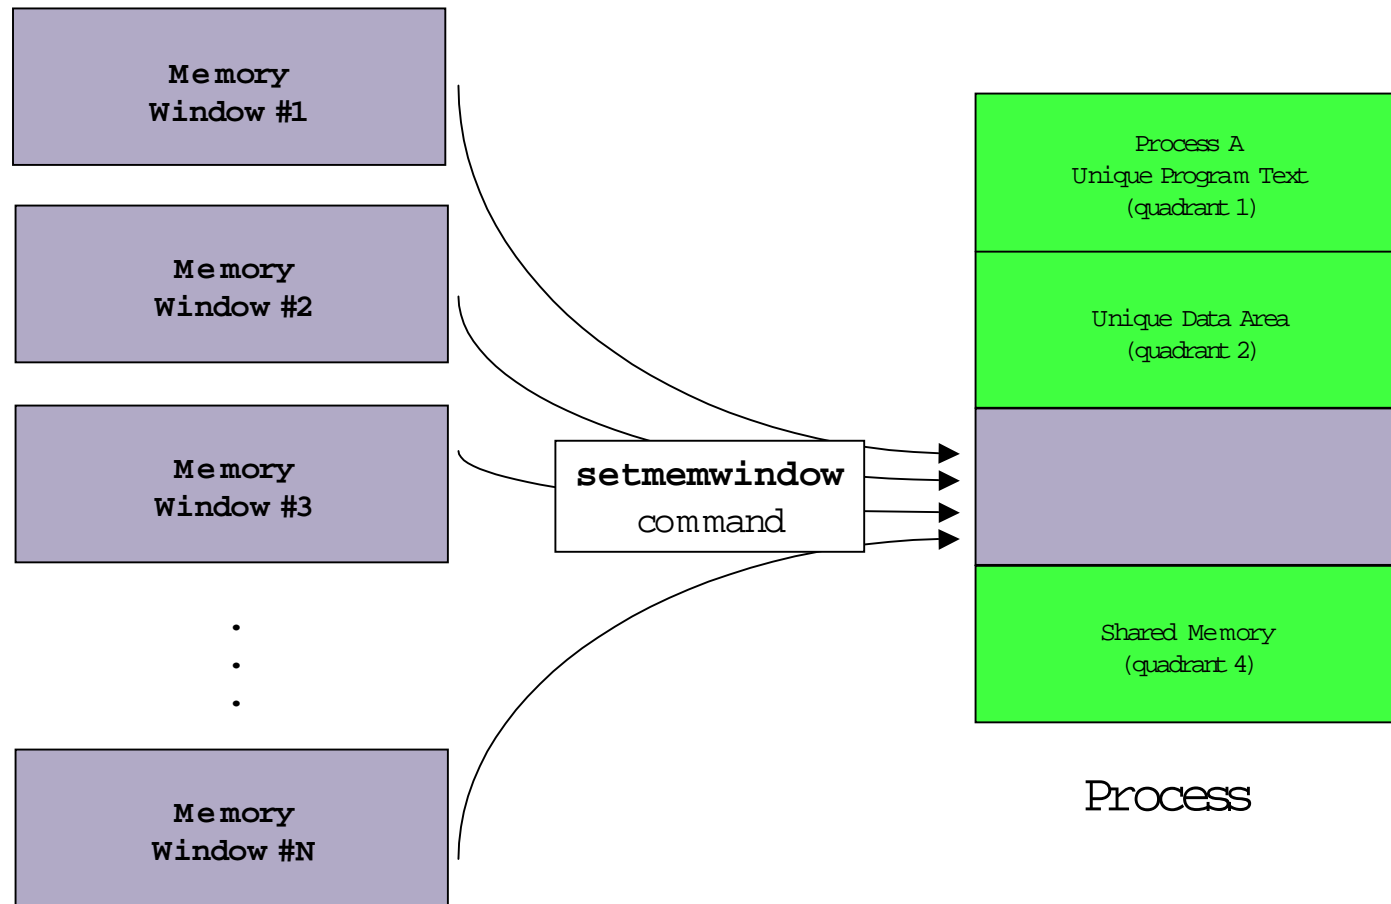 Memory
Window #1
Memory
Window #2
Memory
Window #3
.
.
.
Memory
Window #N
setmemwindow
command
Process A
Unique Program Text
(quadrant 1)
Unique Data Area
(quadrant 2)
Shared Memory
(quadrant 4)
Process